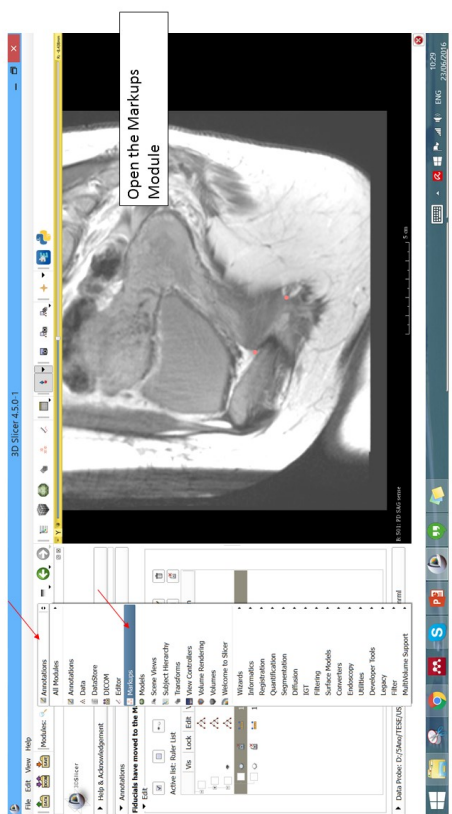 3D Slicer 4.5.0-1
File Edit View Help
Modules:
Annotations
All Modules
Annotations
Data
DataStore
DICOM
Editor
Markups
Models
Scene Views
Subject Hierarchy
Transforms
View Controllers
Volume Rendering
Volumes
Welcome to Slicer
Wizards
Informatics
Registration
Quantification
Segmentation
Diffusion
IGT
Filtering
Surface Models
Converters
Endoscopy
Utilities
Developer Tools
Legacy
Filter
MultiVolume Support
3DSlicer
Help & Acknowledgement
Annotations
Fiducials have moved to the M
Edit
Active list: Ruler List
Vis Lock Edit
Data Probe: D:/5Ano/TESE/US
Open the Markups
Module
B: 501: PD SAG sense
5 cm
ENG
10:29
23/06/2016